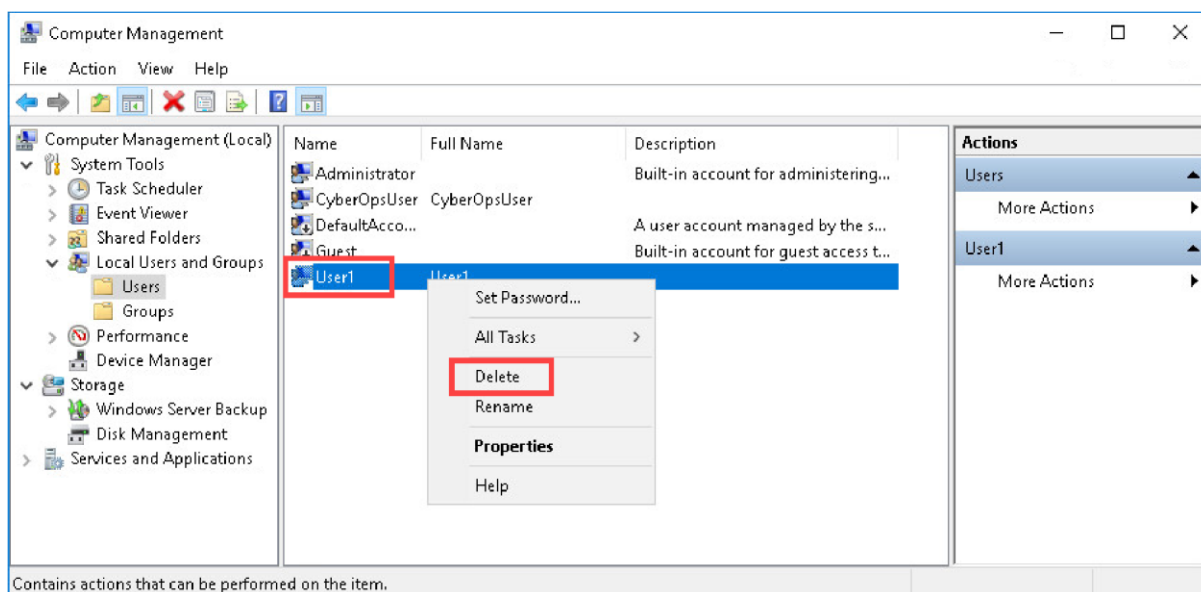 Computer Management
File Action View Help
Computer Management (Local)
System Tools
Task Scheduler
Event Viewer
Shared Folders
Local Users and Groups
Users
Groups
Performance
Device Manager
Storage
Windows Server Backup
Disk Management
Services and Applications
Name Full Name Description
Administrator Built-in account for administering...
CyberOpsUser CyberOpsUser
DefaultAcco... A user account managed by the s...
Guest Built-in account for guest access t...
User1 User1
Set Password...
All Tasks
Delete
Rename
Properties
Help
Actions
Users
More Actions
User1
More Actions
Contains actions that can be performed on the item.